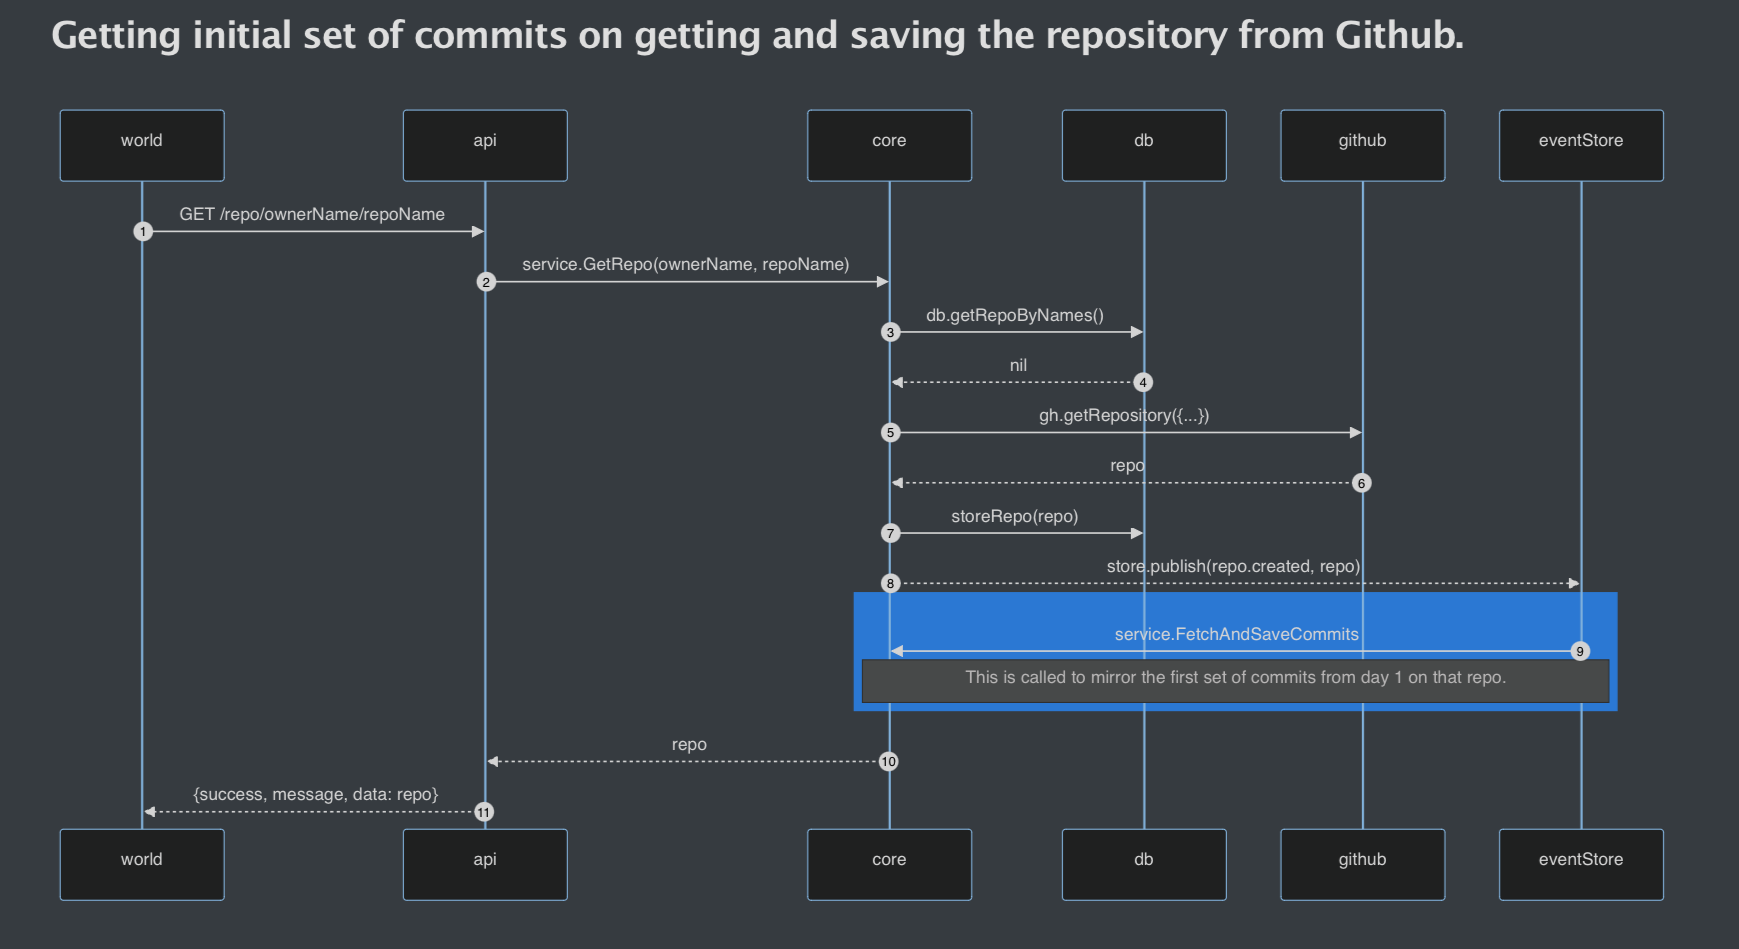 Getting initial set of commits on getting and saving the repository from Github.
world
api
core
db
github
eventStore
GET /repo/ownerName/repoName
1
service.GetRepo(ownerName, repoName)
2
db.getRepoByNames()
3
nil
4
gh.getRepository({...})
5
repo
6
storeRepo(repo)
7
store.publish(repo.created, repo)
8
service.FetchAndSaveCommits
9
This is called to mirror the first set of commits from day 1 on that repo.
repo
10
{success, message, data: repo}
11
world
api
core
db
github
eventStore